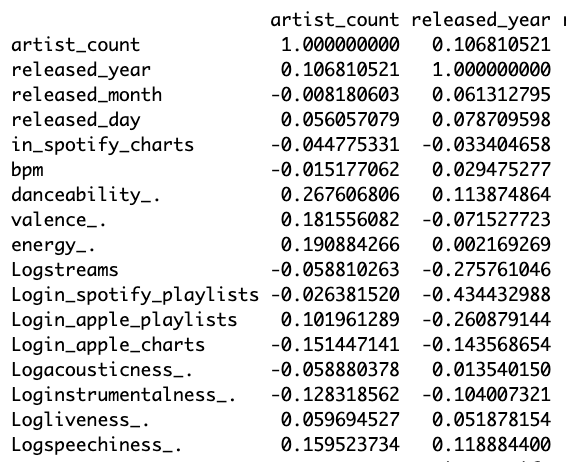 artist_count released_year
artist_count 1.000000000 0.106810521
released_year 0.106810521 1.000000000
released_month -0.008180603 0.061312795
released_day 0.056057079 0.078709598
in_spotify_charts -0.044775331 -0.033404658
bpm -0.015177062 0.029475277
danceability_. 0.267606806 0.113874864
valence_. 0.181556082 -0.071527723
energy_. 0.190884266 0.002169269
Logstreams -0.058810263 -0.275761046
Login_spotify_playlists -0.026381520 -0.434432988
Login_apple_playlists 0.101961289 -0.260879144
Login_apple_charts -0.151447141 -0.143568654
Logacousticness_. -0.058880378 0.013540150
Loginstrumentalness_. -0.128318562 -0.104007321
Logliveness_. 0.059694527 0.051878154
Logspeechiness_. 0.159523734 0.118884400